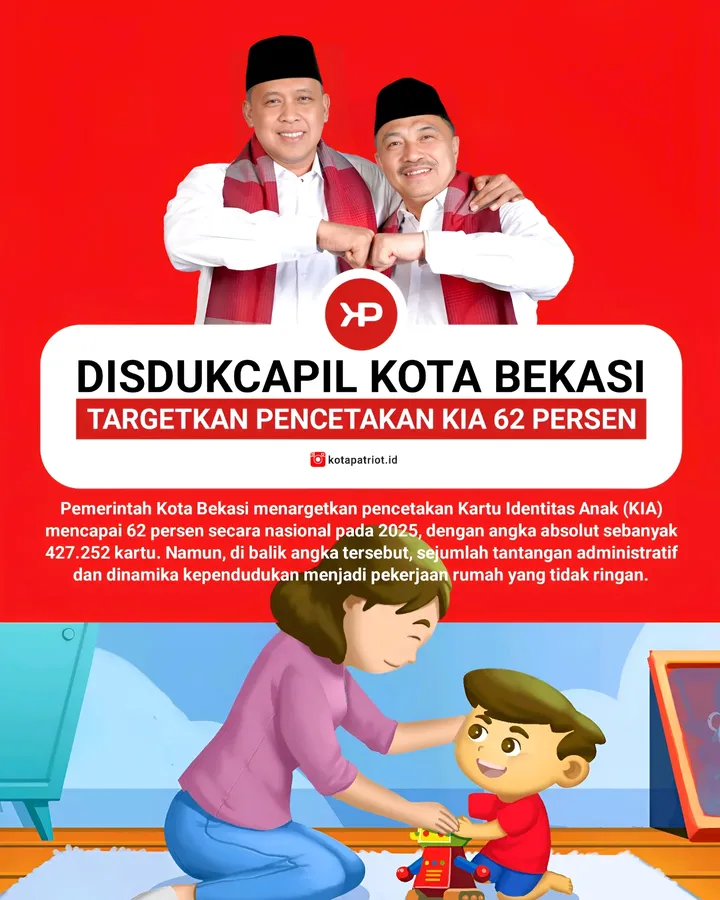 KP
DISDUKCAPIL KOTA BEKASI
TARGETKAN PENCETAKAN KIA 62 PERSEN
kotapatriot.id
Pemerintah Kota Bekasi menargetkan pencetakan Kartu Identitas Anak (KIA)
mencapai 62 persen secara nasional pada 2025, dengan angka absolut sebanyak
427.252 kartu. Namun, di balik angka tersebut, sejumlah tantangan administratif
dan dinamika kependudukan menjadi pekerjaan rumah yang tidak ringan.